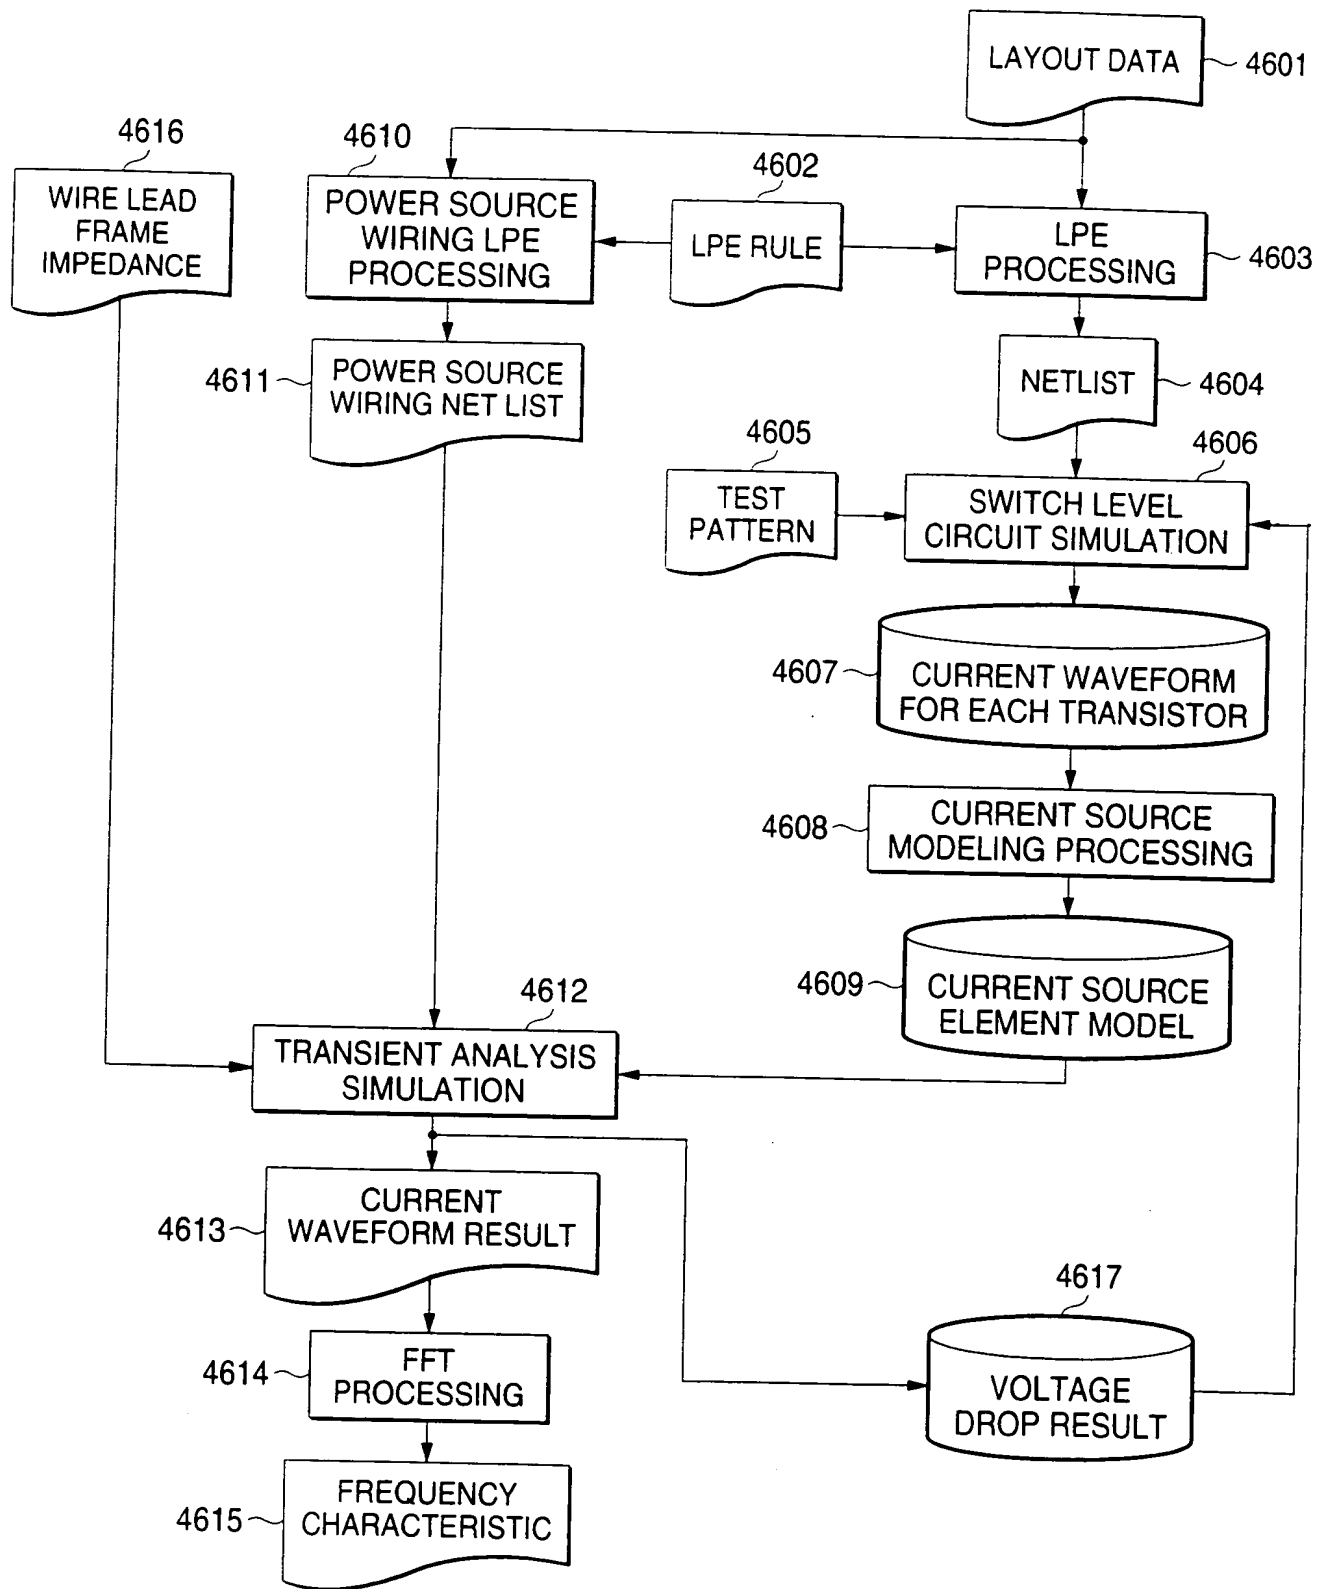 LAYOUT DATA
4601
4616
WIRE LEAD
FRAME
IMPEDANCE
4610
POWER SOURCE
WIRING LPE
PROCESSING
4602
LPE RULE
LPE
PROCESSING
4603
4611
POWER SOURCE
WIRING NET LIST
NETLIST
4604
4605
TEST
PATTERN
4606
SWITCH LEVEL
CIRCUIT SIMULATION
4607
CURRENT WAVEFORM
FOR EACH TRANSISTOR
4608
CURRENT SOURCE
MODELING PROCESSING
4609
CURRENT SOURCE
ELEMENT MODEL
4612
TRANSIENT ANALYSIS
SIMULATION
4613
CURRENT
WAVEFORM RESULT
4614
FFT
PROCESSING
4617
VOLTAGE
DROP RESULT
4615
FREQUENCY
CHARACTERISTIC